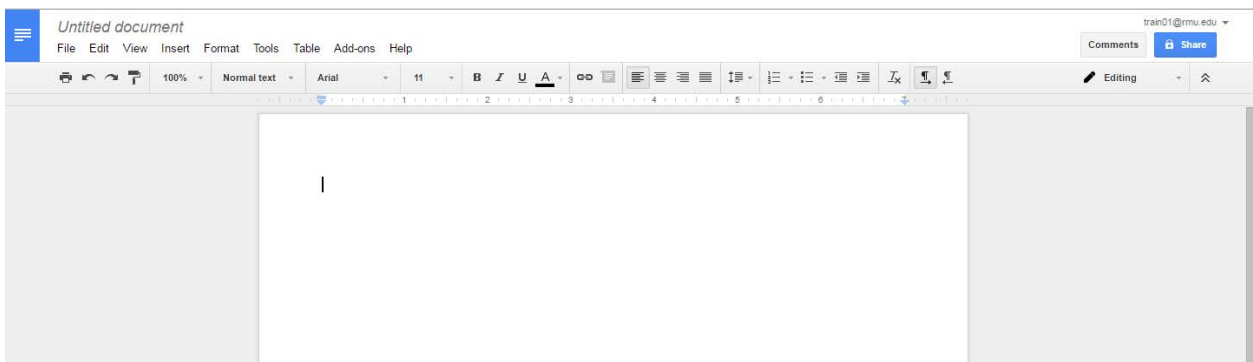 Untitled document
train01@rmu.edu
File Edit View Insert Format Tools Table Add-ons Help
Comments Share
100% Normal text Arial 11 B I U A Editing
1 2 3 4 5 6